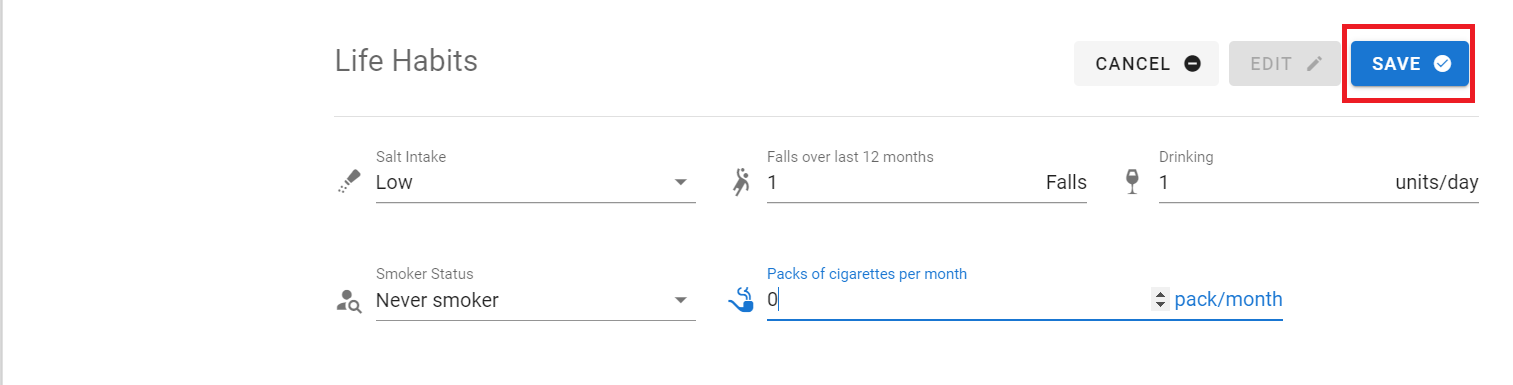 Life Habits
CANCEL EDIT SAVE
Salt Intake Falls over last 12 months Drinking
Low 1 Falls 1 units/day
Smoker Status Packs of cigarettes per month
Never smoker 0 pack/month